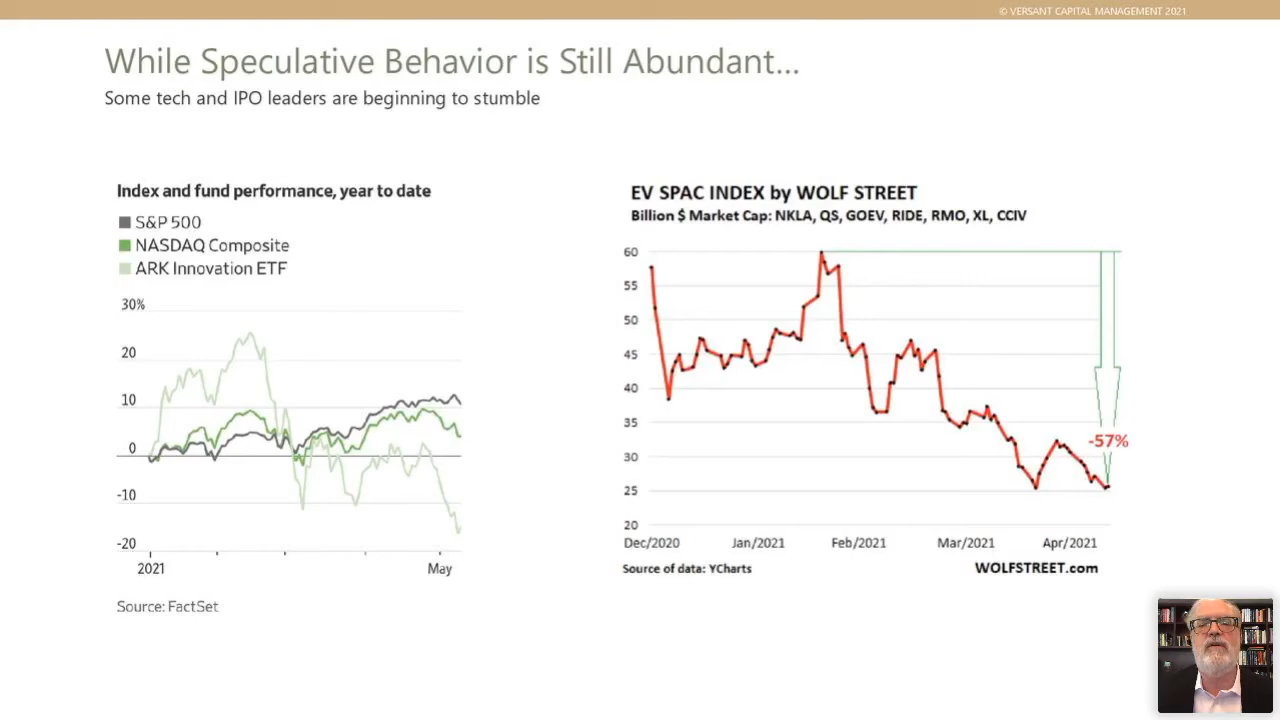 © VERSANT CAPITAL MANAGEMENT 2021
While Speculative Behavior is Still Abundant...
Some tech and IPO leaders are beginning to stumble
Index and fund performance, year to date
S&P 500
NASDAQ Composite
ARK Innovation ETF
30%
20
10
0
-10
-20
2021
May
Source: FactSet
EV SPAC INDEX by WOLF STREET
Billion $ Market Cap: NKLA, QS, GOEV, RIDE, RMO, XL, CCIV
60
55
50
45
40
35
30
25
20
-57%
Dec/2020 Jan/2021 Feb/2021 Mar/2021 Apr/2021
Source of data: YCharts
WOLFSTREET.com